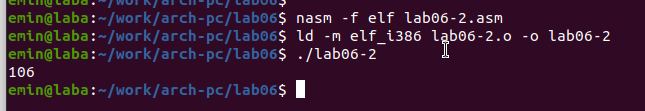 emin@laba:~/work/arch-pc/lab06$ nasm -f elf lab06-2.asm
emin@laba:~/work/arch-pc/lab06$ ld -m elf_i386 lab06-2.o -o lab06-2
emin@laba:~/work/arch-pc/lab06$ ./lab06-2
106
emin@laba:~/work/arch-pc/lab06$